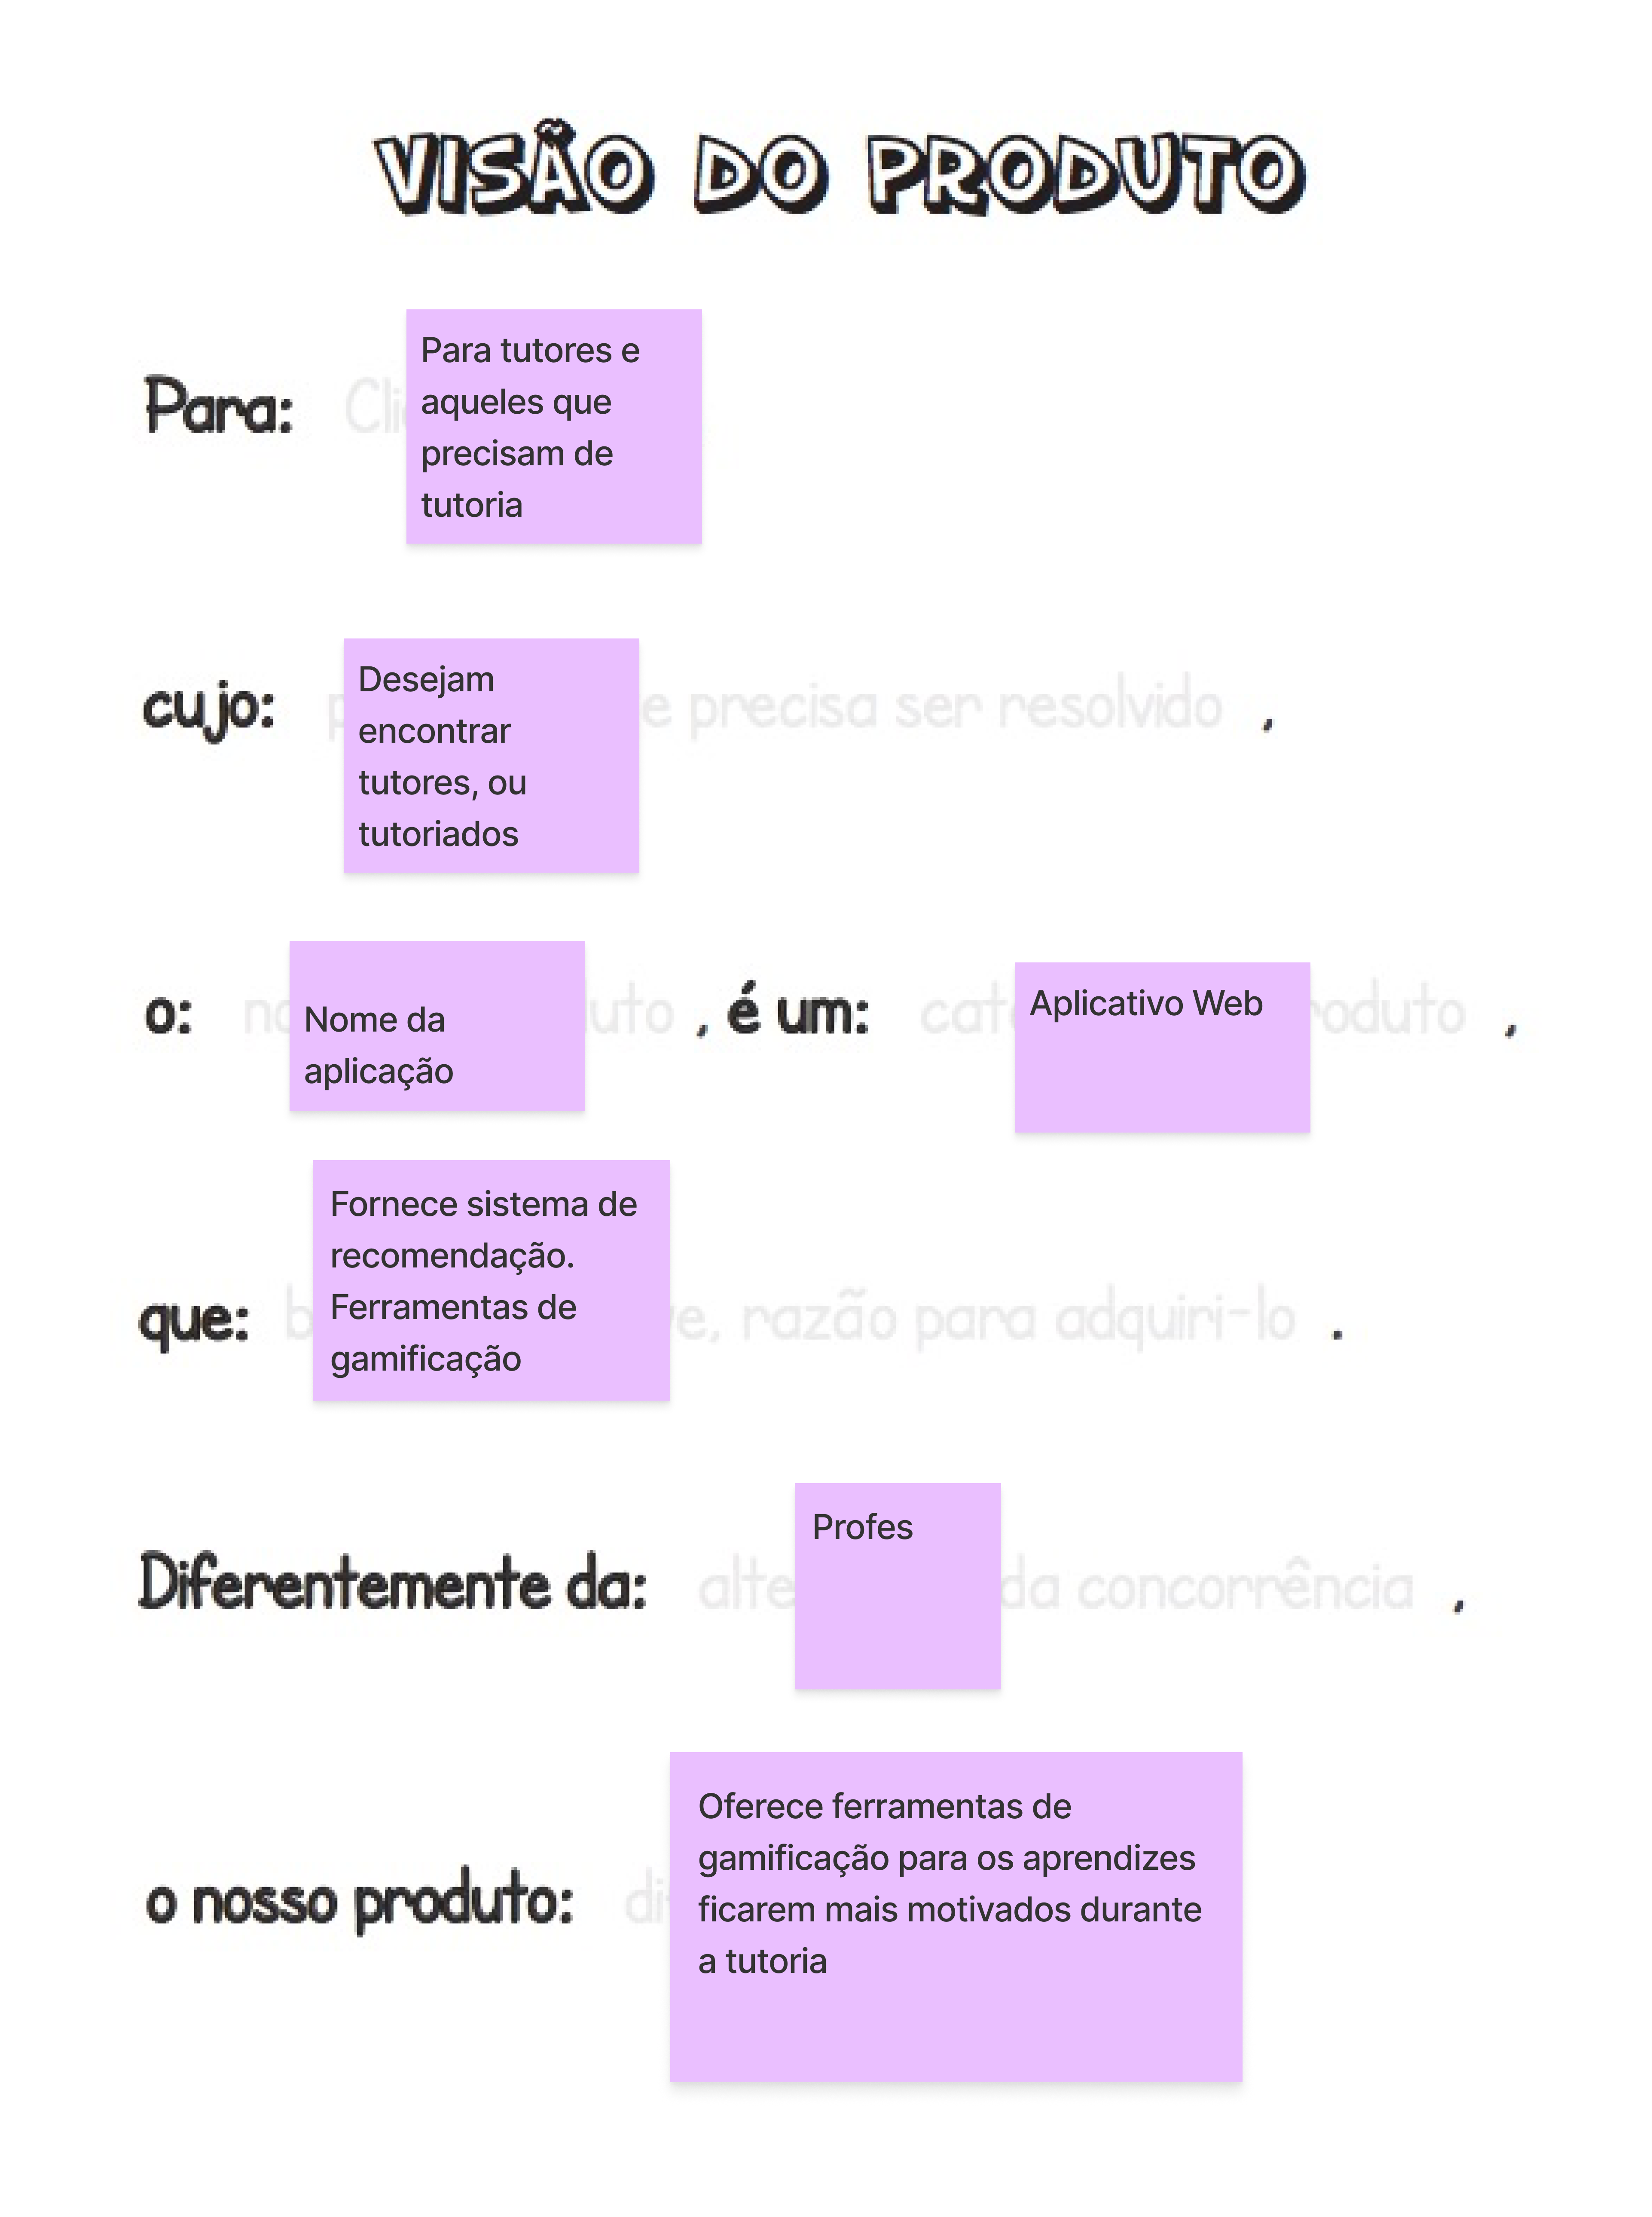 VISÃO DO PRODUTO
Para: Cli
Para tutores e
aqueles que
precisam de
tutoria
cujo: e precisa ser resolvido ,
Desejam
encontrar
tutores, ou
tutoriados
o: , é um: ,
Nome da
aplicação
Aplicativo Web
que: , razão para adquiri-lo .
Fornece sistema de
recomendação.
Ferramentas de
gamificação
Diferentemente da: da concorrência ,
Profes
o nosso produto:
Oferece ferramentas de
gamificação para os aprendizes
ficarem mais motivados durante
a tutoria